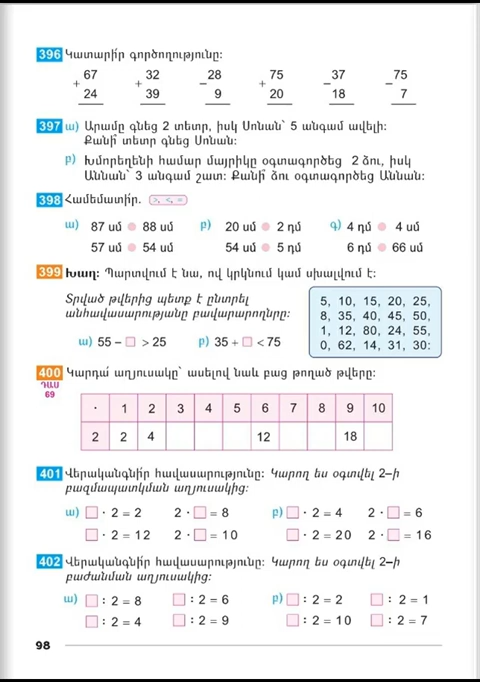 396 Կատարի՛ր գործողությունը:
+ 67 + 32 − 28 + 75 − 37 − 75
24 39 9 20 18 7
397 ա) Արամը գնեց 2 տետր, իսկ Սոնան՝ 5 անգամ ավելի:
Քանի՞ տետր գնեց Սոնան:
բ) Խմորեղենի համար մայրիկը օգտագործեց 2 ձու, իսկ
Աննան՝ 3 անգամ շատ: Քանի՞ ձու օգտագործեց Աննան:
398 Համեմատի՛ր. >, <, =
ա) 87 սմ 88 սմ բ) 20 սմ 2 դմ գ) 4 դմ 4 սմ
57 սմ 54 սմ 54 սմ 5 դմ 6 դմ 66 սմ
399 Խաղ: Պարտվում է նա, ով կրկնում կամ սխալվում է:
Տրված թվերից պետք է ընտրել
անհավասարությանը բավարարողները:
ա) 55 − □ > 25 բ) 35 + □ < 75
5, 10, 15, 20, 25,
8, 35, 40, 45, 50,
1, 12, 80, 24, 55,
0, 62, 14, 31, 30:
400 Կարդա՛ աղյուսակը՝ ասելով նաև բաց թողած թվերը:
ԴԱՍ
69
· 1 2 3 4 5 6 7 8 9 10
2 2 4 12 18
401 Վերականգնի՛ր հավասարությունը: Կարող ես օգտվել 2–ի
բազմապատկման աղյուսակից:
ա) □ · 2 = 2 2 · □ = 8 բ) □ · 2 = 4 2 · □ = 6
□ · 2 = 12 2 · □ = 10 □ · 2 = 20 2 · □ = 16
402 Վերականգնի՛ր հավասարությունը: Կարող ես օգտվել 2–ի
բաժանման աղյուսակից:
ա) □ : 2 = 8 □ : 2 = 6 բ) □ : 2 = 2 □ : 2 = 1
□ : 2 = 4 □ : 2 = 9 □ : 2 = 10 □ : 2 = 7
98